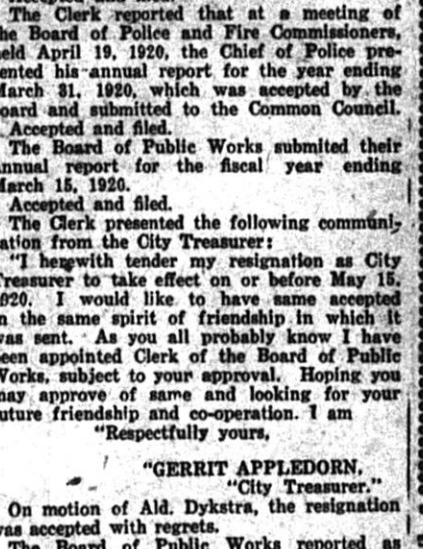 The Clerk reported that at a meeting of
he Board of Police and Fire Commissioners,
eld April 19, 1920, the Chief of Police pre-
ented his annual report for the year ending
March 31, 1920, which was accepted by the
oard and submitted to the Common Council.
Accepted and filed.
The Board of Public Works submited their
nnual report for the fiscal year ending
March 15, 1920.
Accepted and filed.
The Clerk presented the following communi-
ation from the City Treasurer:
"I herewith tender my resignation as City
Treasurer to take effect on or before May 15,
1920. I would like to have same accepted
n the same spirit of friendship in which it
was sent. As you all probably know I have
een appointed Clerk of the Board of Public
Works, subject to your approval. Hoping you
may approve of same and looking for your
uture friendship and co-operation. I am
"Respectfully yours,
"GERRIT APPLEDORN,
"City Treasurer."
On motion of Ald. Dykstra, the resignation
was accepted with regrets.
The Board of Public Works reported as